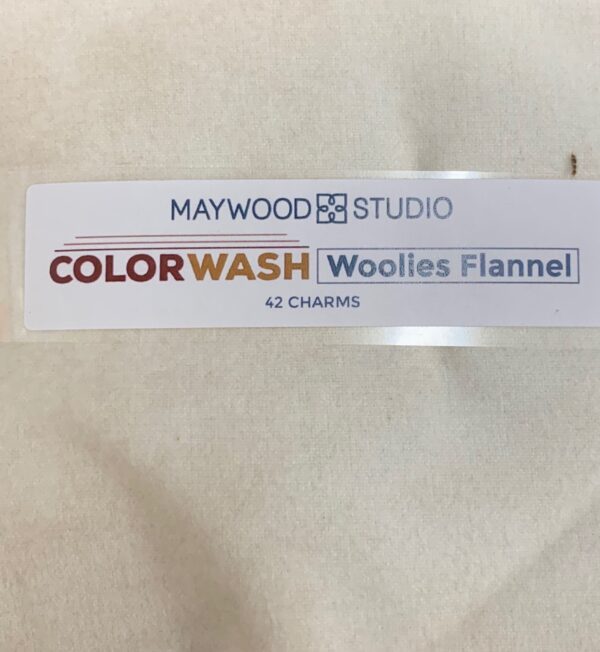 MAYWOOD STUDIO
COLORWASH Woolies Flannel
42 CHARMS